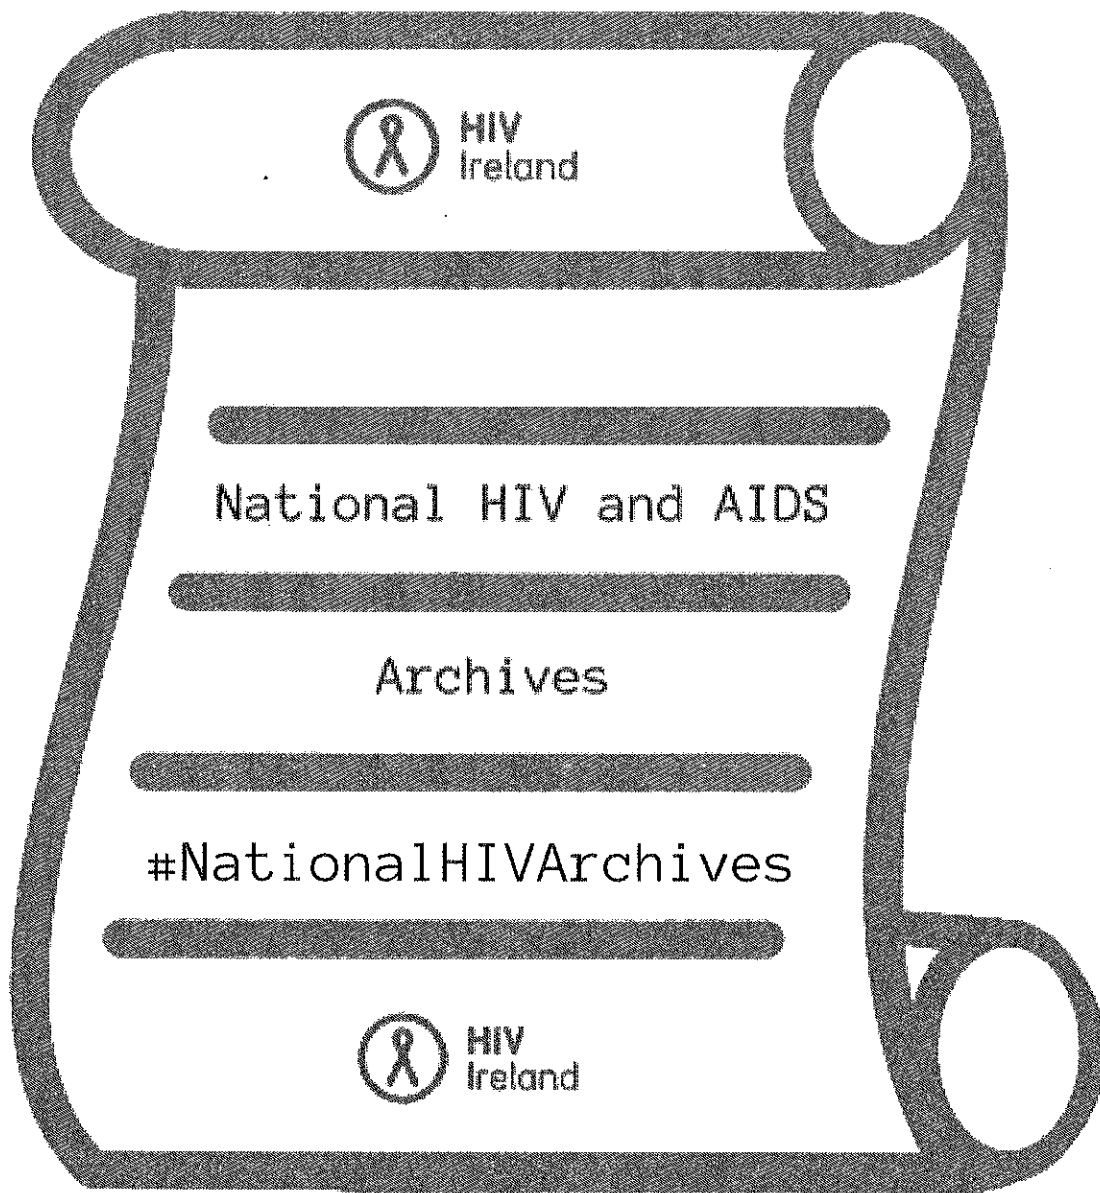 HIV
Ireland
National HIV and AIDS
Archives
#NationalHIVArchives
HIV
Ireland